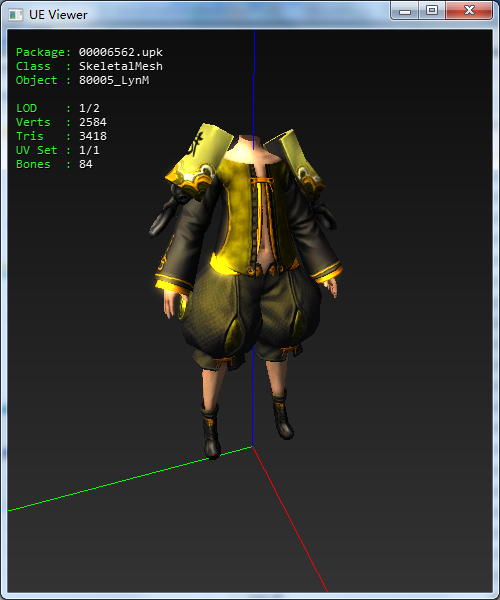 UE Viewer
Package: 00006562.upk
Class : SkeletalMesh
Object : 80005_LynM
LOD : 1/2
Verts : 2584
Tris : 3418
UV Set : 1/1
Bones : 84